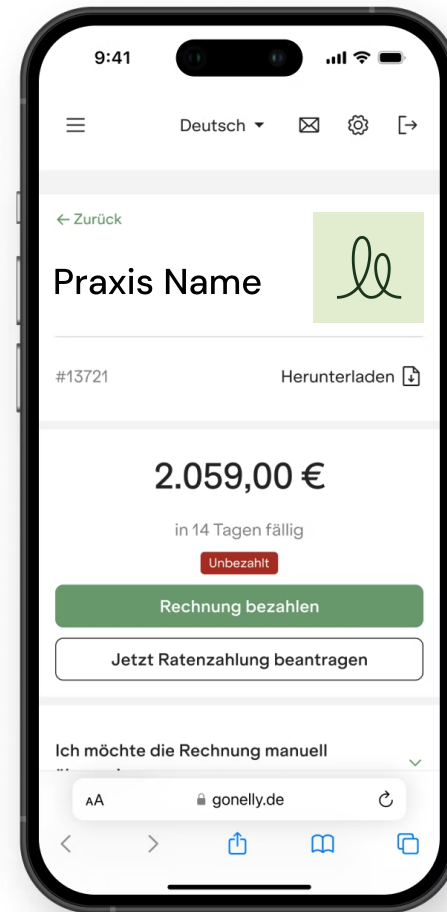 9:41
Deutsch
← Zurück
Praxis Name
#13721 Herunterladen
2.059,00 €
in 14 Tagen fällig
Unbezahlt
Rechnung bezahlen
Jetzt Ratenzahlung beantragen
Ich möchte die Rechnung manuell
AA gonelly.de